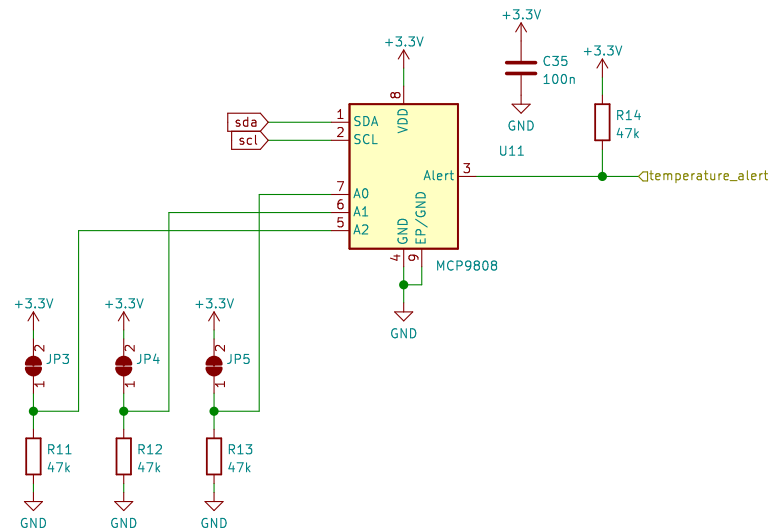 +3.3V
+3.3V
+3.3V
C35
100n
GND
R14
47k
8
VDD
sda
1
SDA
scl
2
SCL
U11
Alert
3
temperature_alert
7
A0
6
A1
5
A2
GND
EP/GND
4
9
MCP9808
GND
+3.3V
+3.3V
+3.3V
2
JP3
1
2
JP4
1
2
JP5
1
R11
47k
R12
47k
R13
47k
GND
GND
GND